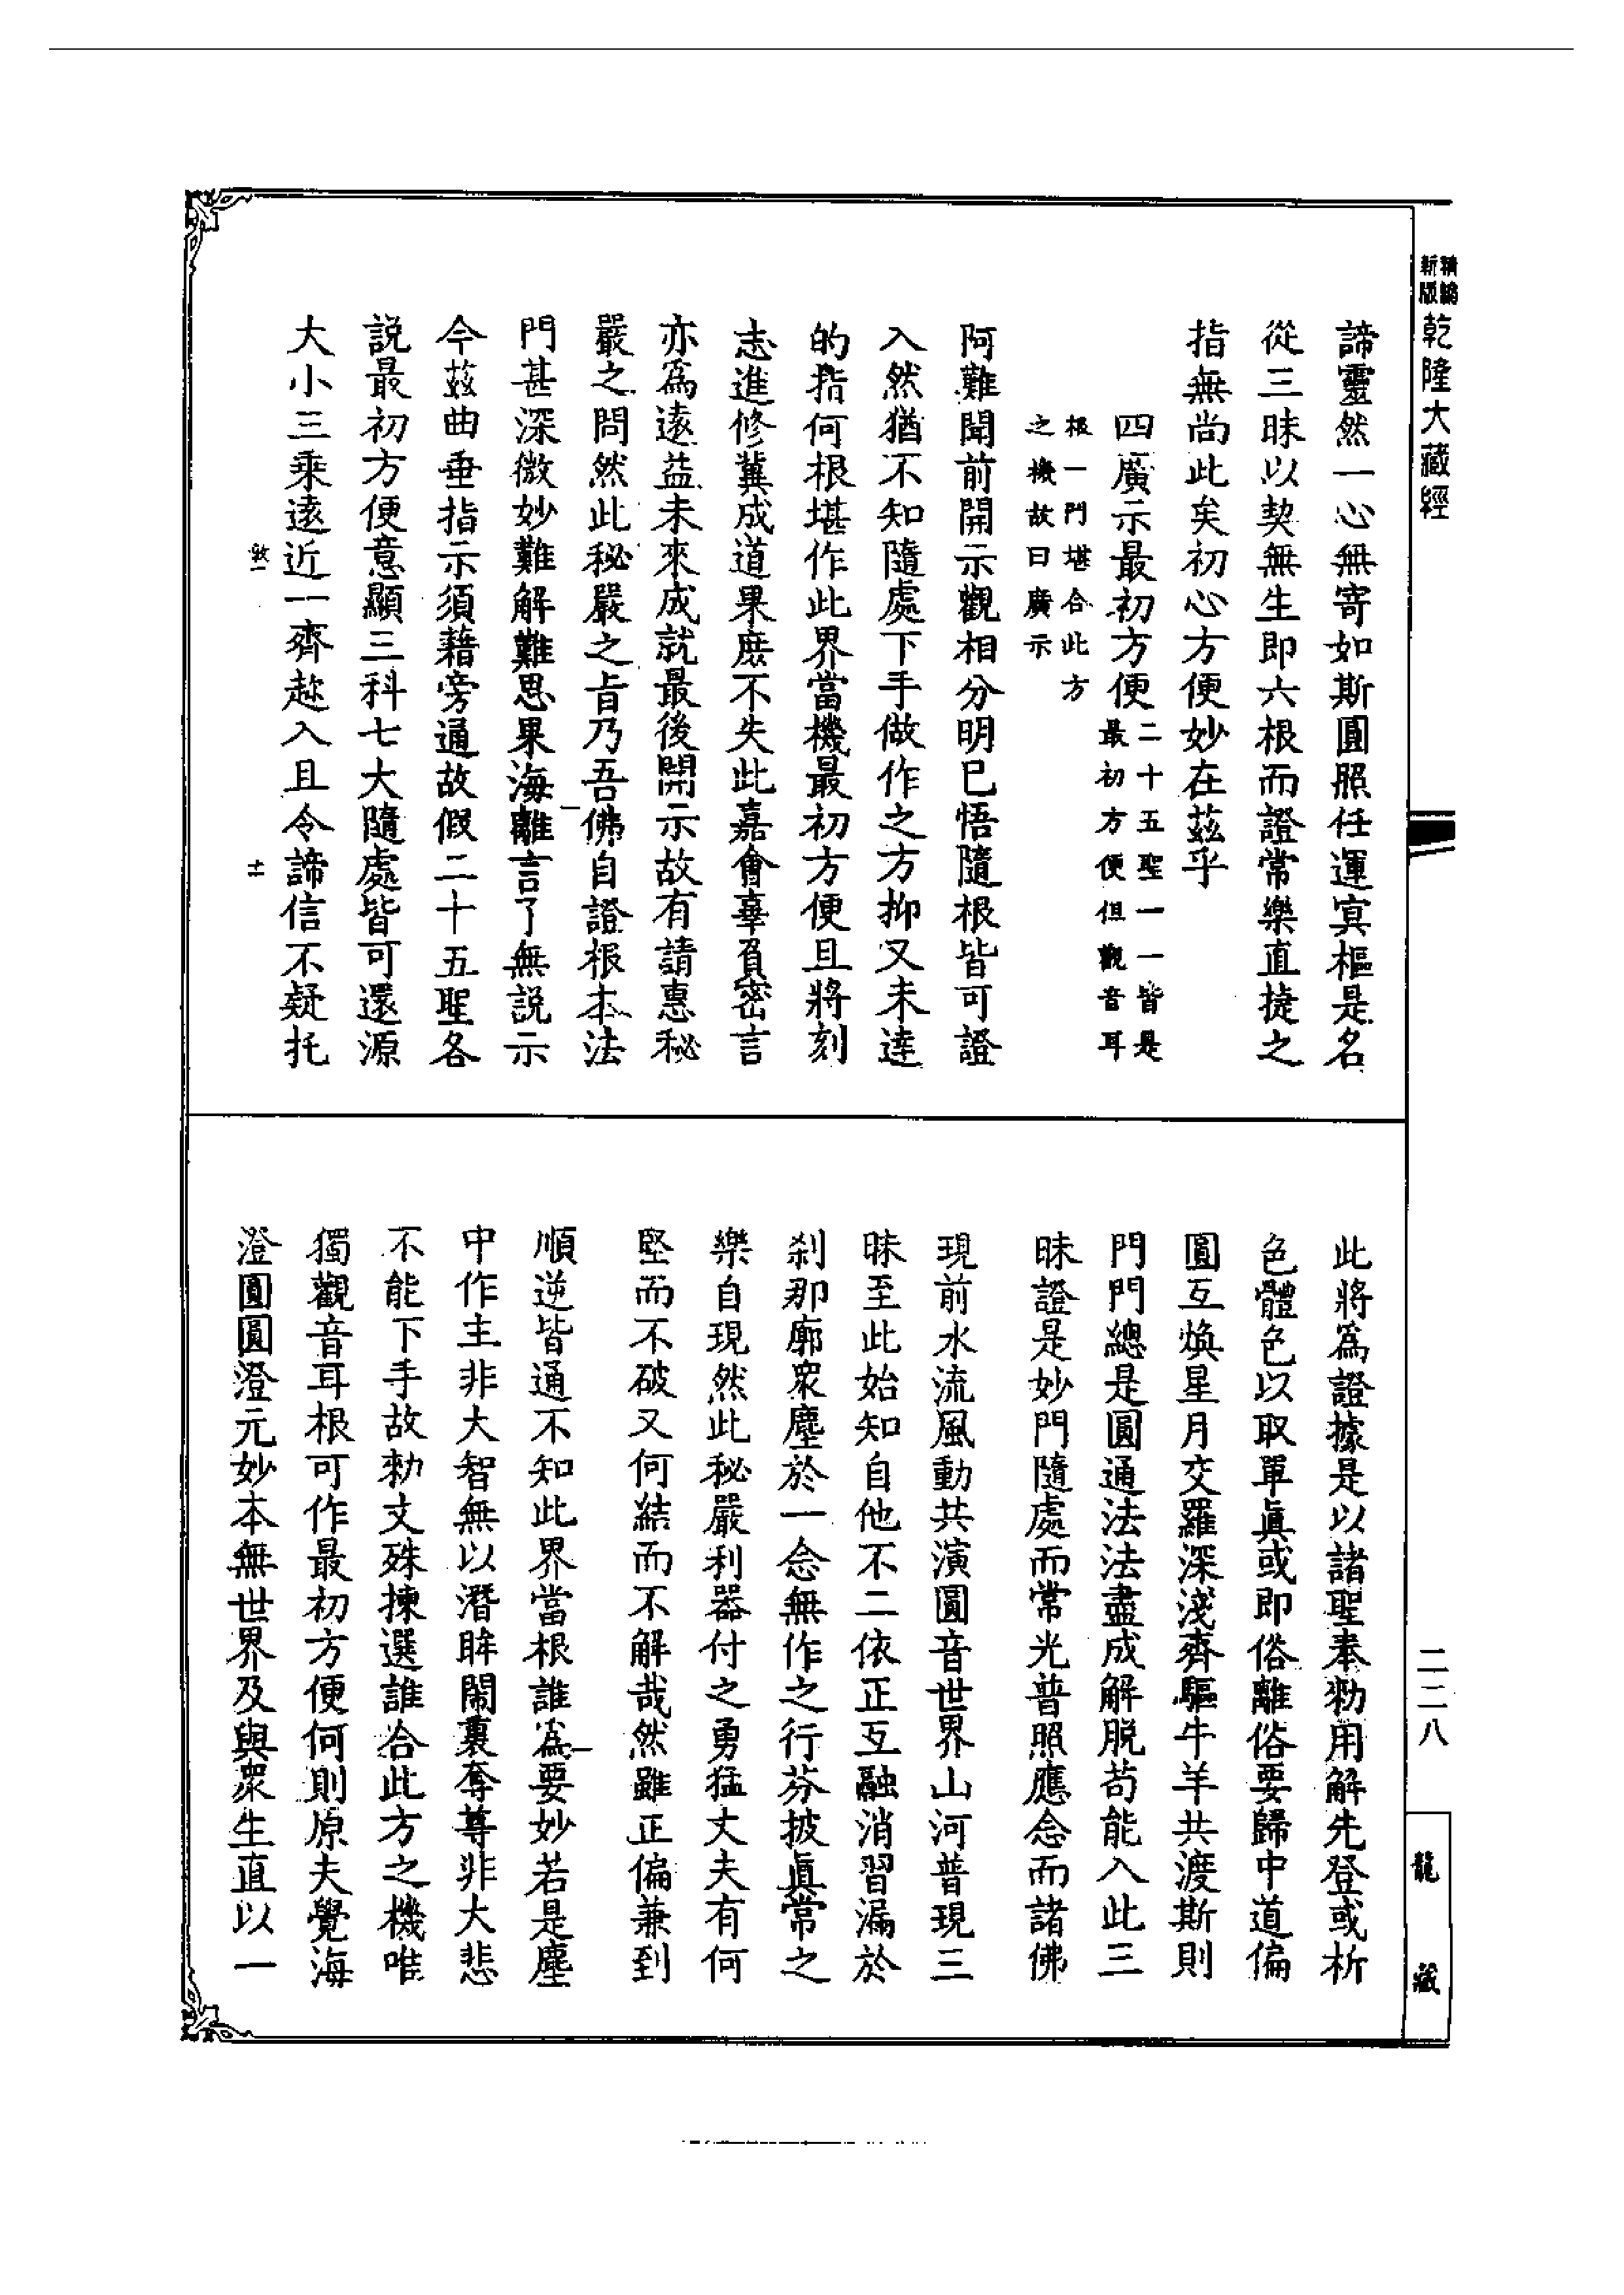 精編
新版
乾隆大藏經
諦靈然一心無寄如斯圓照任運寅樞是名
從三昧以契無生即六根而證常樂直捷之
指無尚此矣初心方便妙在茲乎
四廣示最初方便
二十五聖一一皆是
最初方便但觀音耳
根一門堪合此方
之機故曰廣示
阿難聞前開示觀相分明已悟隨根皆可證
入然猶不知隨處下手做作之方抑又未達
的指何根堪作此界當機最初方便且將刻
志進修冀成道果庶不失此嘉會辜負密言
亦為遠益未來成就最後開示故有請惠秘
嚴之問然此秘嚴之旨乃吾佛自證根本法
門甚深微妙難解難思果海離言了無説示
今茲曲垂指示須藉旁通故假二十五聖各
説最初方便意顯三科七大隨處皆可還源
大小三乘遠近一齊趂入且令諦信不疑托
此將為證據是以諸聖奉勑用解先登或析
色體色以取單眞或即俗離俗要歸中道偏
圓互煥星月交羅深淺齊驅牛羊共渡斯則
門門總是圓通法法盡成解脱苟能入此三
昧證是妙門隨處而常光普照應念而諸佛
現前水流風動共演圓音世界山河普現三
昧至此始知自他不二依正互融消習漏於
刹那廓衆塵於一念無作之行芬披眞常之
樂自現然此秘嚴利器付之勇猛丈夫有何
堅而不破又何結而不解哉然雖正偏兼到
順逆皆通不知此界當根誰為要妙若是塵
中作主非大智無以潛眸鬧裏奪尊非大悲
不能下手故勑文殊揀選誰合此方之機唯
獨觀音耳根可作最初方便何則原夫覺海
澄圓圓澄元妙本無世界及與衆生直以一
二二八
龍藏